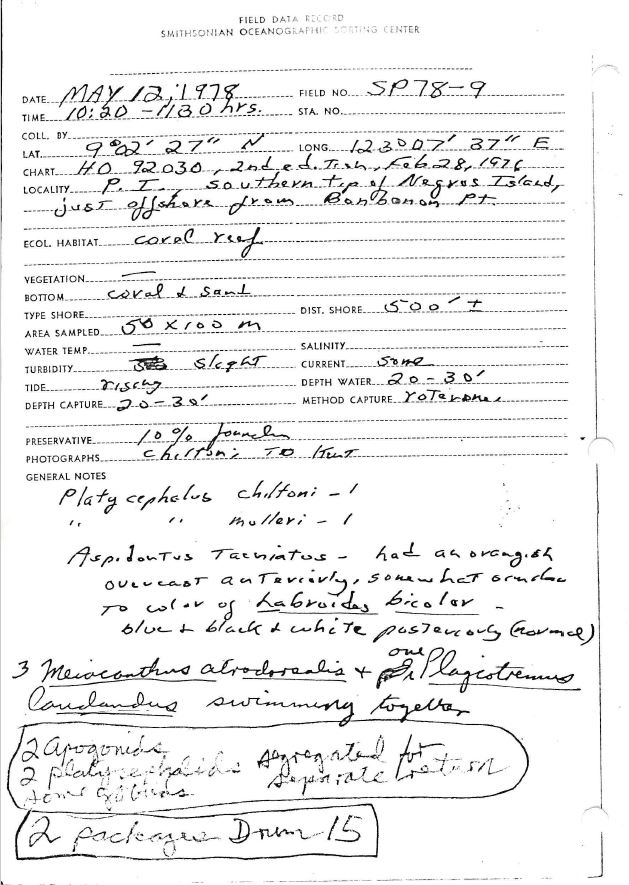 FIELD DATA RECORD
SMITHSONIAN OCEANOGRAPHIC SORTING CENTER
DATE MAY 12, 1978 FIELD NO. SP78-9
TIME 10:20 - 1130 hrs. STA. NO.
COLL. BY
LAT. 9°02' 27" N LONG. 123°07' 37" E
CHART HO 92030, 2nd ed. Feb 28, 1976
LOCALITY P. I., southern tip of Negros Island,
just offshore from Bonbonon Pt
ECOL. HABITAT coral reef
VEGETATION —
BOTTOM coral & sand
TYPE SHORE DIST. SHORE 500' ±
AREA SAMPLED 50 x 100 m
WATER TEMP. — SALINITY
TURBIDITY slight CURRENT some
TIDE rising DEPTH WATER 20-30'
DEPTH CAPTURE 20-30' METHOD CAPTURE rotenone
PRESERVATIVE 10% formalin
PHOTOGRAPHS chiltoni TO Kurt
GENERAL NOTES
Platycephalus chiltoni - 1
" " mulleri - 1
Aspidontus Taeniatus - had an orangish
overcast anteriorly, somewhat similar
TO color of Labroides bicolor -
blue & black & white posteriorly (normal)
3 Meiacanthus atrodorsalis & one Plagiotremus
laudandus swimming together
2 Apogonids
2 platycephalids segregated for
some gobies separate return
2 packages Drum 15